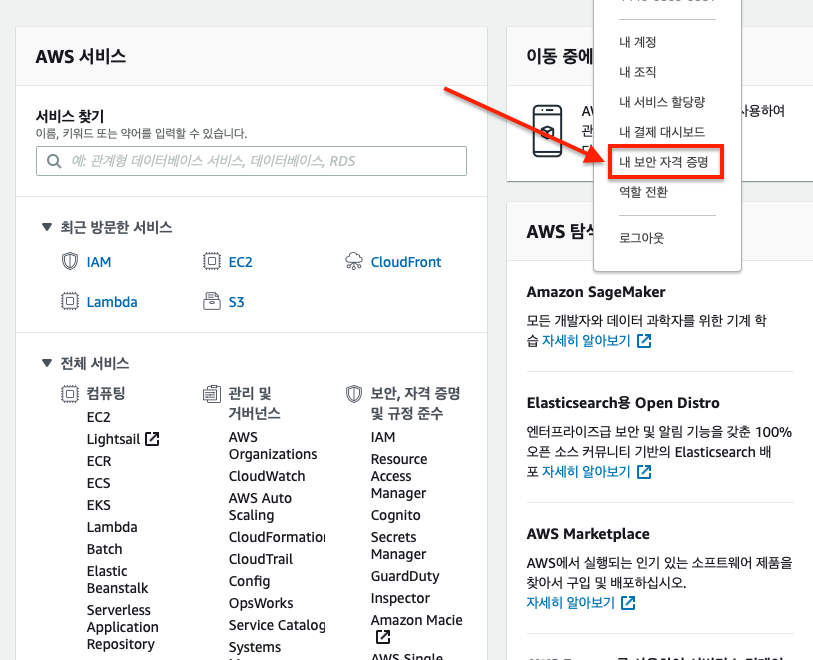 AWS 서비스
서비스 찾기
이름, 키워드 또는 약어를 입력할 수 있습니다.
예: 관계형 데이터베이스 서비스, 데이터베이스, RDS
최근 방문한 서비스
IAM
EC2
CloudFront
Lambda
S3
전체 서비스
컴퓨팅
EC2
Lightsail
ECR
ECS
EKS
Lambda
Batch
Elastic
Beanstalk
Serverless
Application
Repository
관리 및
거버넌스
AWS
Organizations
CloudWatch
AWS Auto
Scaling
CloudFormation
CloudTrail
Config
OpsWorks
Service Catalog
Systems
보안, 자격 증명
및 규정 준수
IAM
Resource
Access
Manager
Cognito
Secrets
Manager
GuardDuty
Inspector
Amazon Macie
AWS Single
내 계정
내 조직
내 서비스 할당량
내 결제 대시보드
내 보안 자격 증명
역할 전환
로그아웃
이동 중에
사용하여
AWS 탐색
Amazon SageMaker
모든 개발자와 데이터 과학자를 위한 기계 학
습 자세히 알아보기
Elasticsearch용 Open Distro
엔터프라이즈급 보안 및 알림 기능을 갖춘 100%
오픈 소스 커뮤니티 기반의 Elasticsearch 배
포 자세히 알아보기
AWS Marketplace
AWS에서 실행되는 인기 있는 소프트웨어 제품을
찾아서 구입 및 배포하십시오.
자세히 알아보기